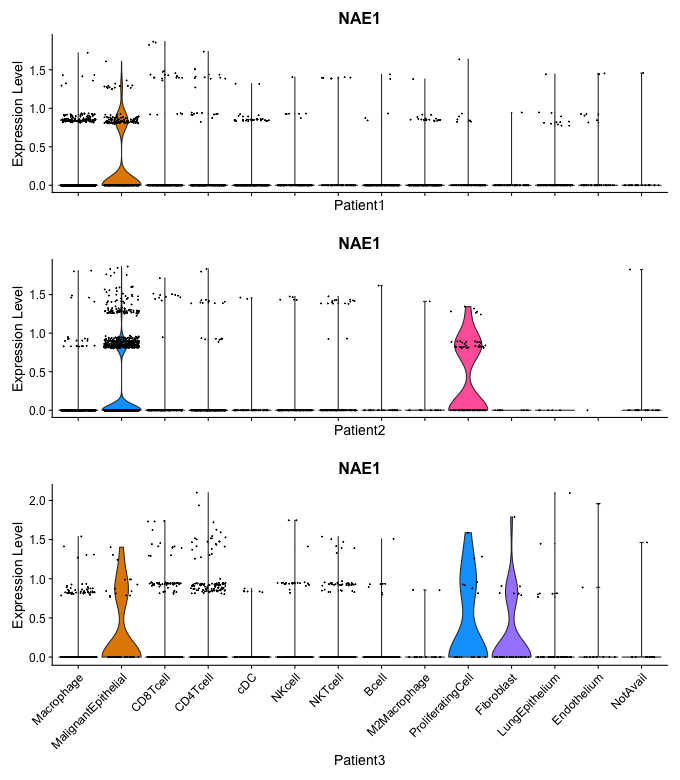 NAE1
Expression Level
1.5
1.0
0.5
0.0
Patient1
NAE1
Expression Level
1.5
1.0
0.5
0.0
Patient2
NAE1
Expression Level
2.0
1.5
1.0
0.5
0.0
Macrophage
MalignantEpithelial
CD8Tcell
CD4Tcell
cDC
NKcell
NKTcell
Bcell
M2Macrophage
ProliferatingCell
Fibroblast
LungEpithelium
Endothelium
NotAvail
Patient3